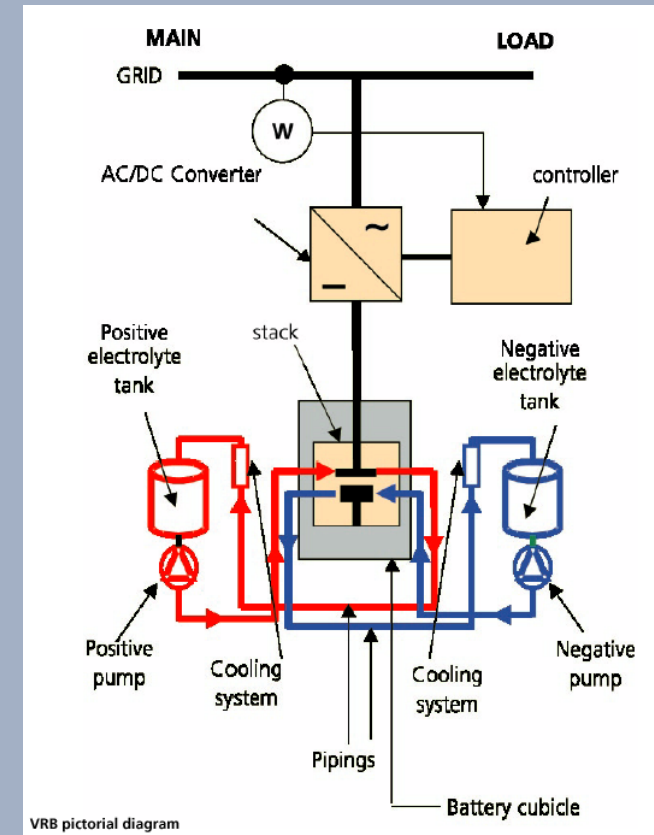 MAIN
LOAD
GRID
W
AC/DC Converter
controller
~
stack
Positive
electrolyte
tank
Negative
electrolyte
tank
Positive
pump
Cooling
system
Cooling
system
Negative
pump
Pipings
Battery cubicle
VRB pictorial diagram